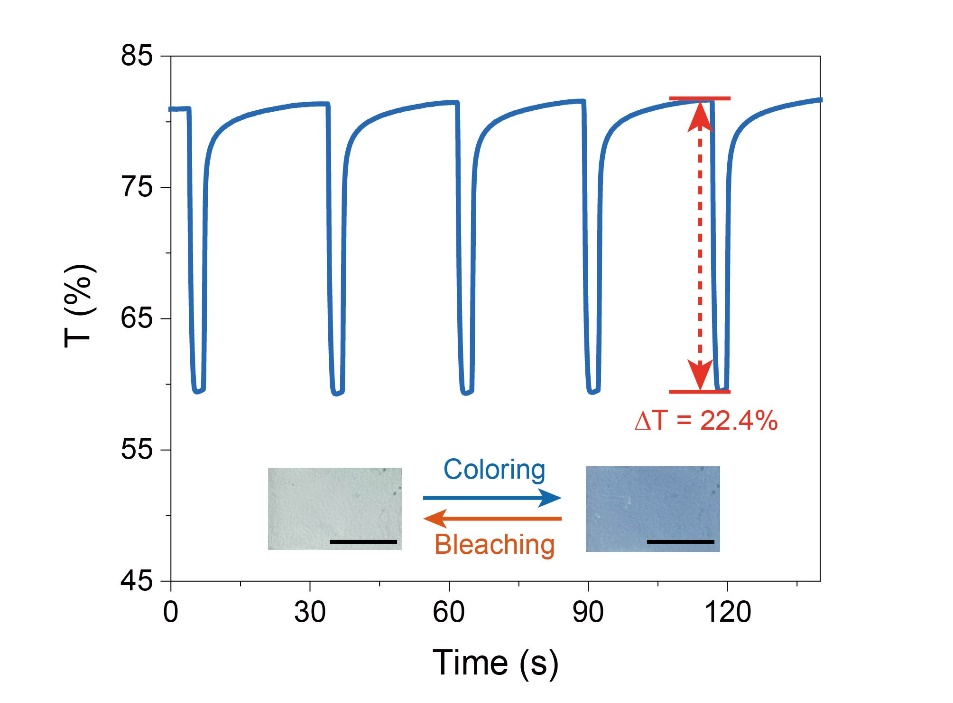 85
75
65
55
45
T (%)
ΔT = 22.4%
Coloring
Bleaching
0 30 60 90 120
Time (s)